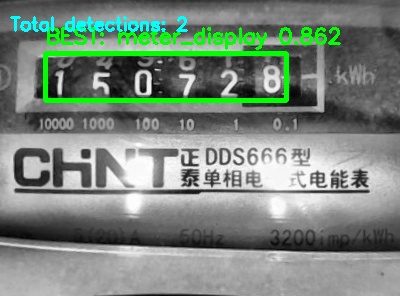 Total detections: 2
BEST: meter_display 0.862
1 5 0 7 2 8 kWh
10000 1000 100 10 1 0.1
CHNT 正泰 DDS666型
单相电 式电能表
5(20)A 50Hz 3200imp/kWh